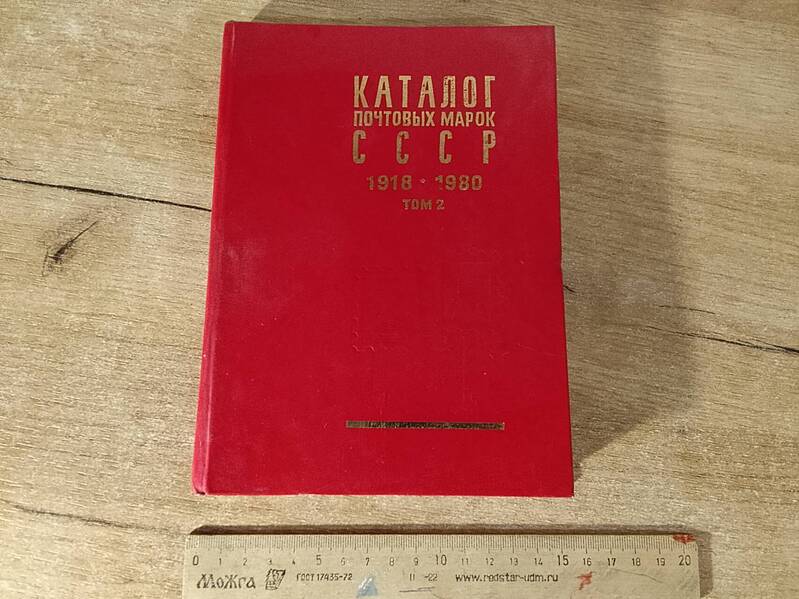 КАТАЛОГ
ПОЧТОВЫХ МАРОК
СССР
1918 · 1980
ТОМ 2
0 1 2 3 4 5 6 7 8 9 10 11 12 13 14 15 16 17 18 19 20
МоЖга ГОСТ 17435-72 11 -22 www.redstar-udm.ru